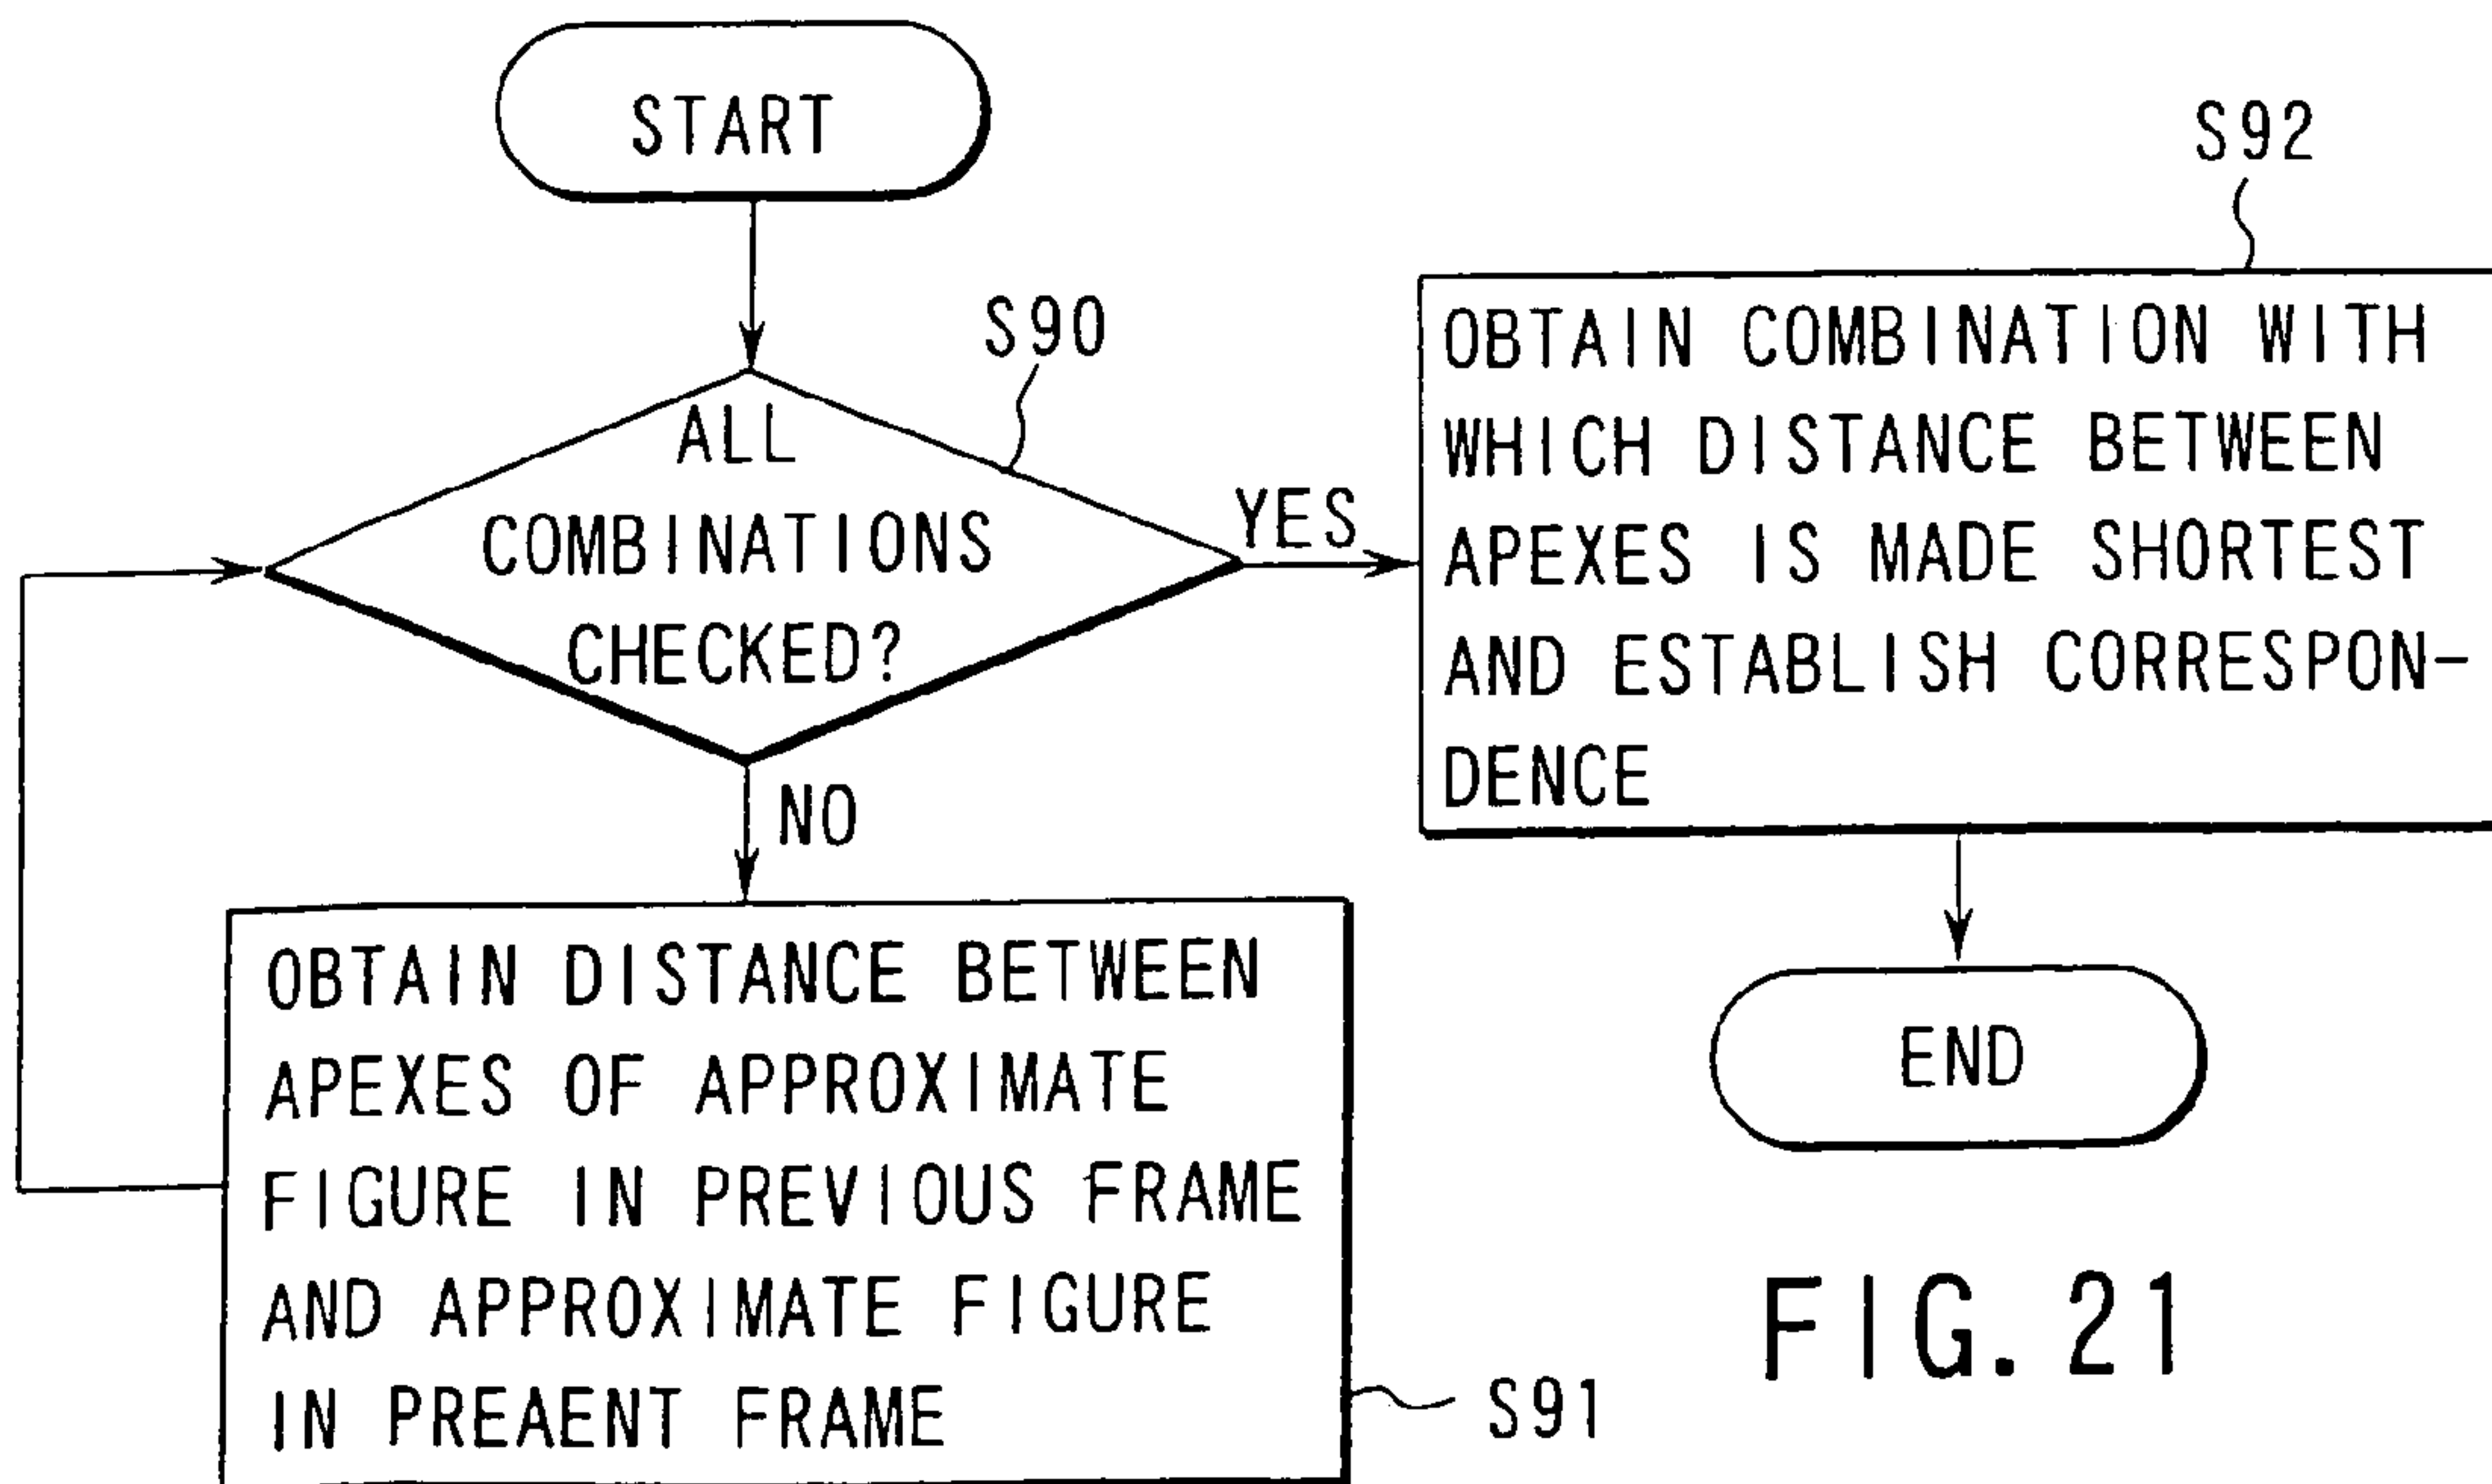 START
S90
ALL
COMBINATIONS
CHECKED?
YES
NO
S92
OBTAIN COMBINATION WITH
WHICH DISTANCE BETWEEN
APEXES IS MADE SHORTEST
AND ESTABLISH CORRESPON-
DENCE
OBTAIN DISTANCE BETWEEN
APEXES OF APPROXIMATE
FIGURE IN PREVIOUS FRAME
AND APPROXIMATE FIGURE
IN PREAENT FRAME
S91
END
FIG. 21